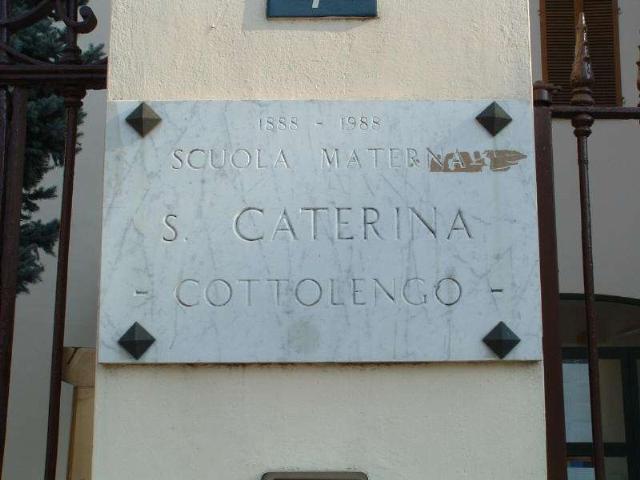 1888 - 1988
SCUOLA MATERNA
S. CATERINA
- COTTOLENGO -